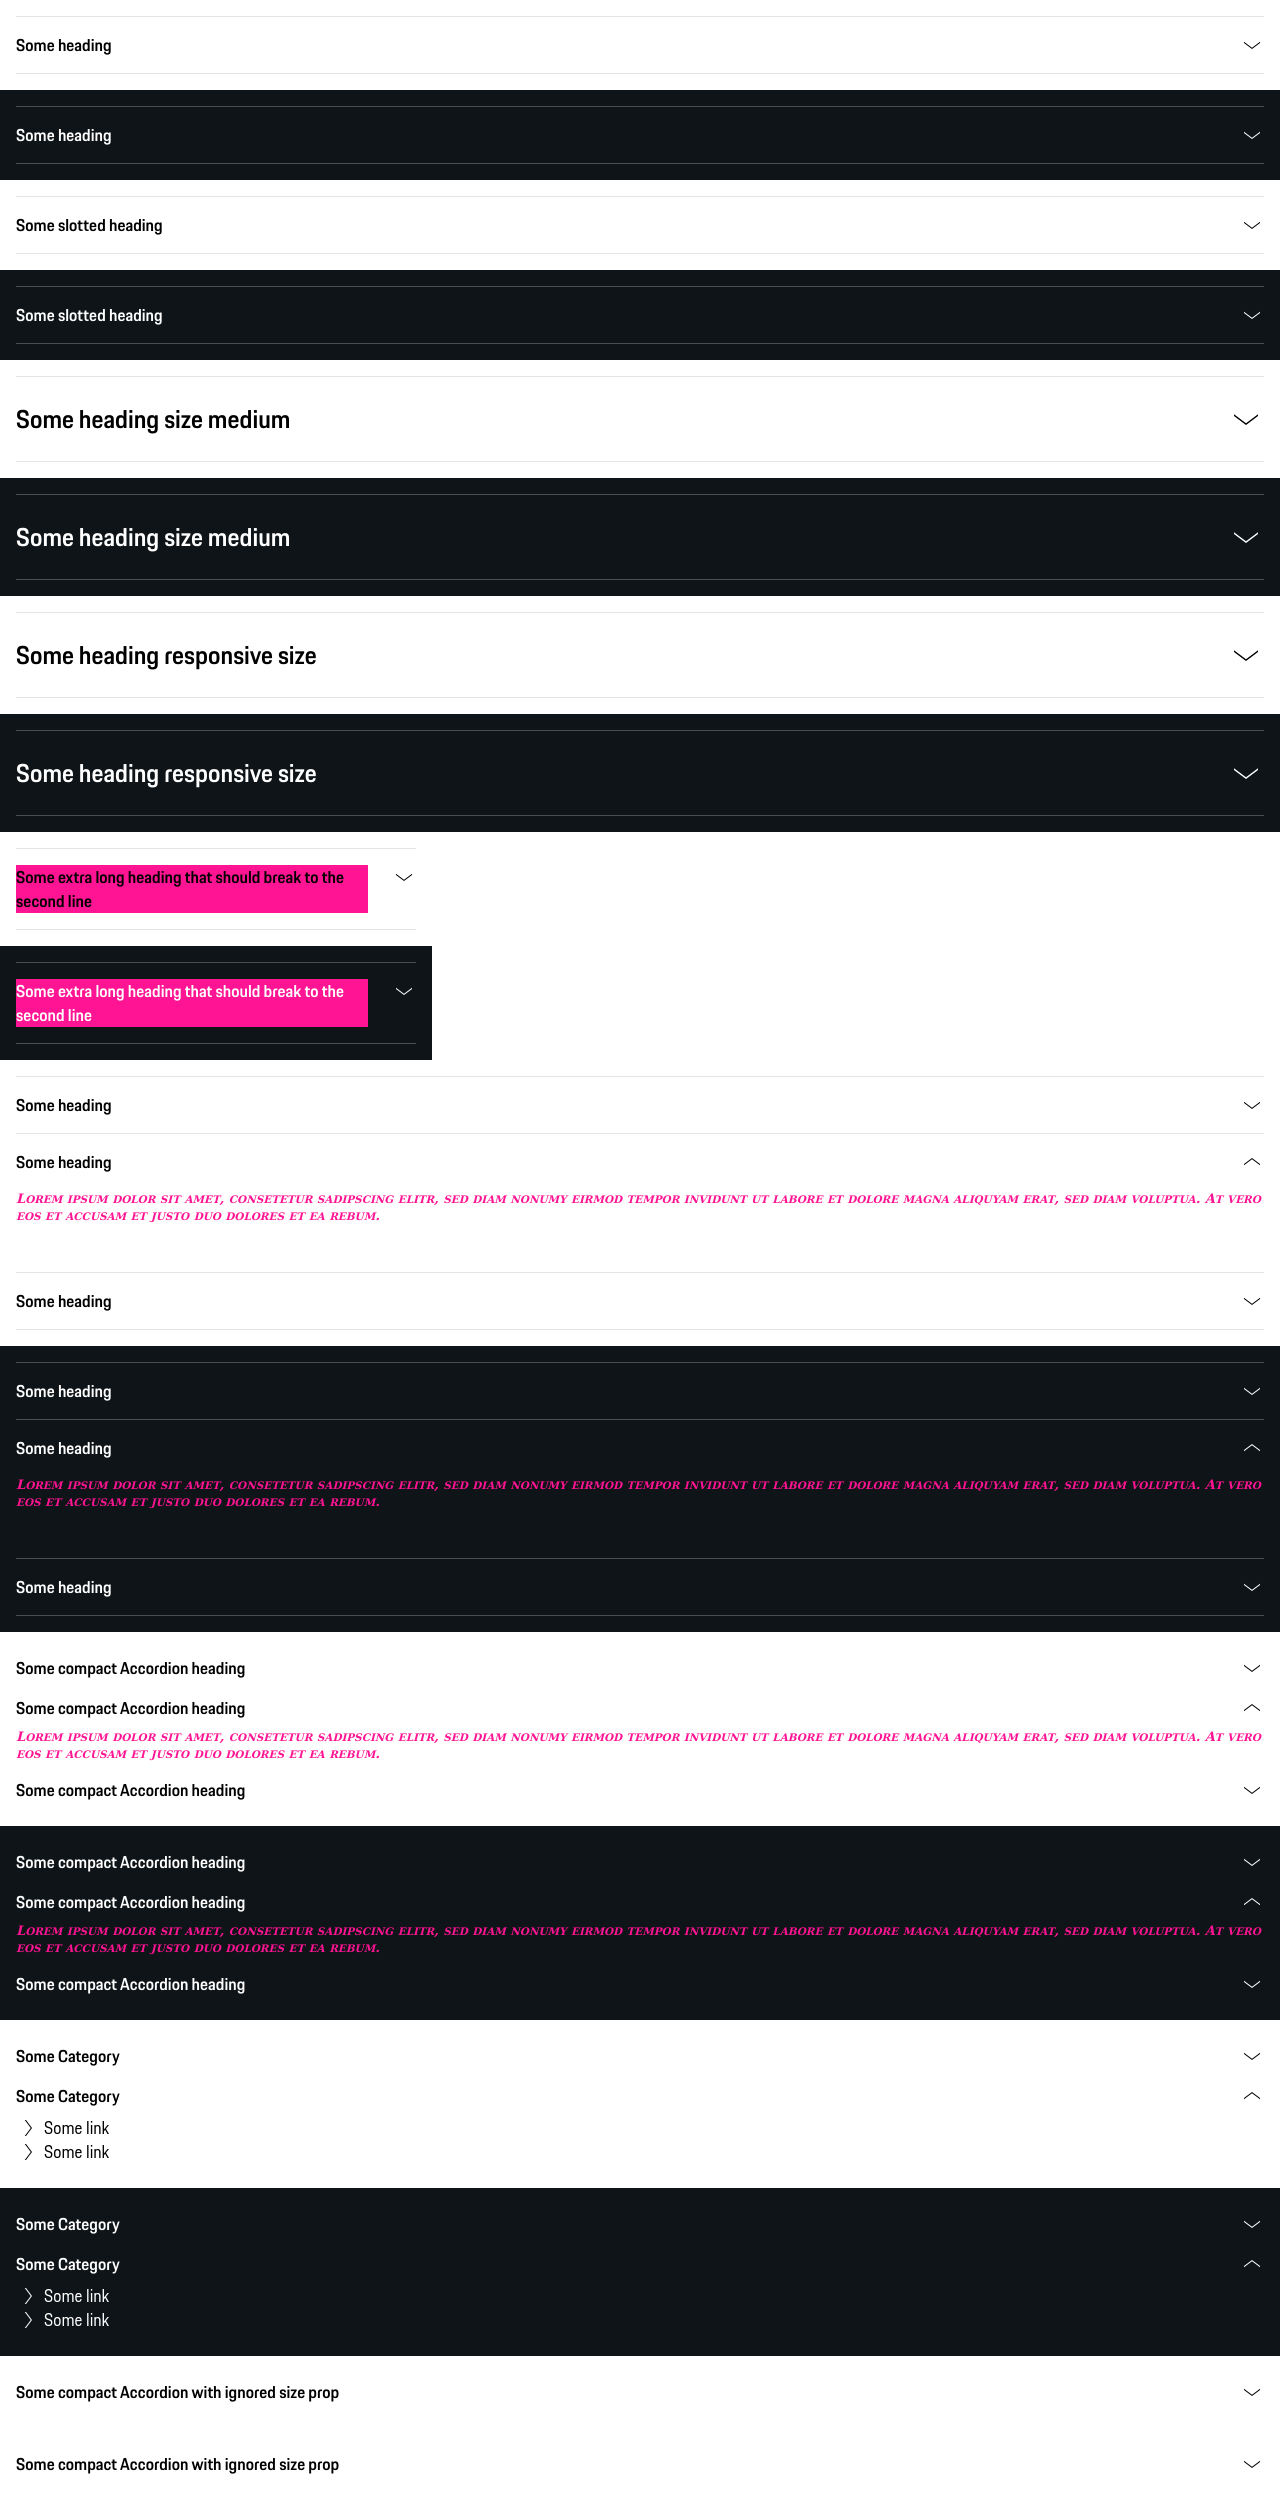 Some heading
Some heading
Some slotted heading
Some slotted heading
Some heading size medium
Some heading size medium
Some heading responsive size
Some heading responsive size
Some extra long heading that should break to the
second line
Some extra long heading that should break to the
second line
Some heading
Some heading
Lorem ipsum dolor sit amet, consetetur sadipscing elitr, sed diam nonumy eirmod tempor invidunt ut labore et dolore magna aliquyam erat, sed diam voluptua. At vero
eos et accusam et justo duo dolores et ea rebum.
Some heading
Some heading
Some heading
Lorem ipsum dolor sit amet, consetetur sadipscing elitr, sed diam nonumy eirmod tempor invidunt ut labore et dolore magna aliquyam erat, sed diam voluptua. At vero
eos et accusam et justo duo dolores et ea rebum.
Some heading
Some compact Accordion heading
Some compact Accordion heading
Lorem ipsum dolor sit amet, consetetur sadipscing elitr, sed diam nonumy eirmod tempor invidunt ut labore et dolore magna aliquyam erat, sed diam voluptua. At vero
eos et accusam et justo duo dolores et ea rebum.
Some compact Accordion heading
Some compact Accordion heading
Some compact Accordion heading
Lorem ipsum dolor sit amet, consetetur sadipscing elitr, sed diam nonumy eirmod tempor invidunt ut labore et dolore magna aliquyam erat, sed diam voluptua. At vero
eos et accusam et justo duo dolores et ea rebum.
Some compact Accordion heading
Some Category
Some Category
Some link
Some link
Some Category
Some Category
Some link
Some link
Some compact Accordion with ignored size prop
Some compact Accordion with ignored size prop